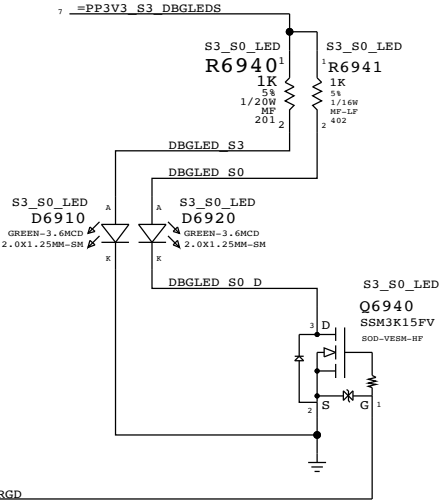 7 =PP3V3_S3_DBGLEDS
S3_S0_LED S3_S0_LED
R6940 1 1 R6941
1K 1K
5% 5%
1/20W 1/16W
MF MF-LF
201 2 2 402
DBGLED_S3
DBGLED_S0
S3_S0_LED A A S3_S0_LED
D6910 D6920
GREEN-3.6MCD GREEN-3.6MCD
2.0X1.25MM-SM 2.0X1.25MM-SM
K K
DBGLED_S0_D
S3_S0_LED
Q6940
3 D SSM3K15FV
SOD-VESM-HF
2 S G 1
RGD